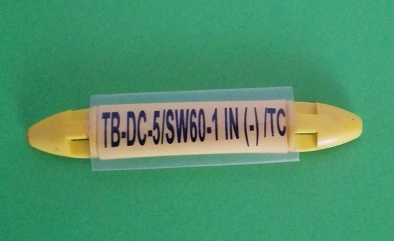 TB-DC-5/SW60-1 IN (-) /TC